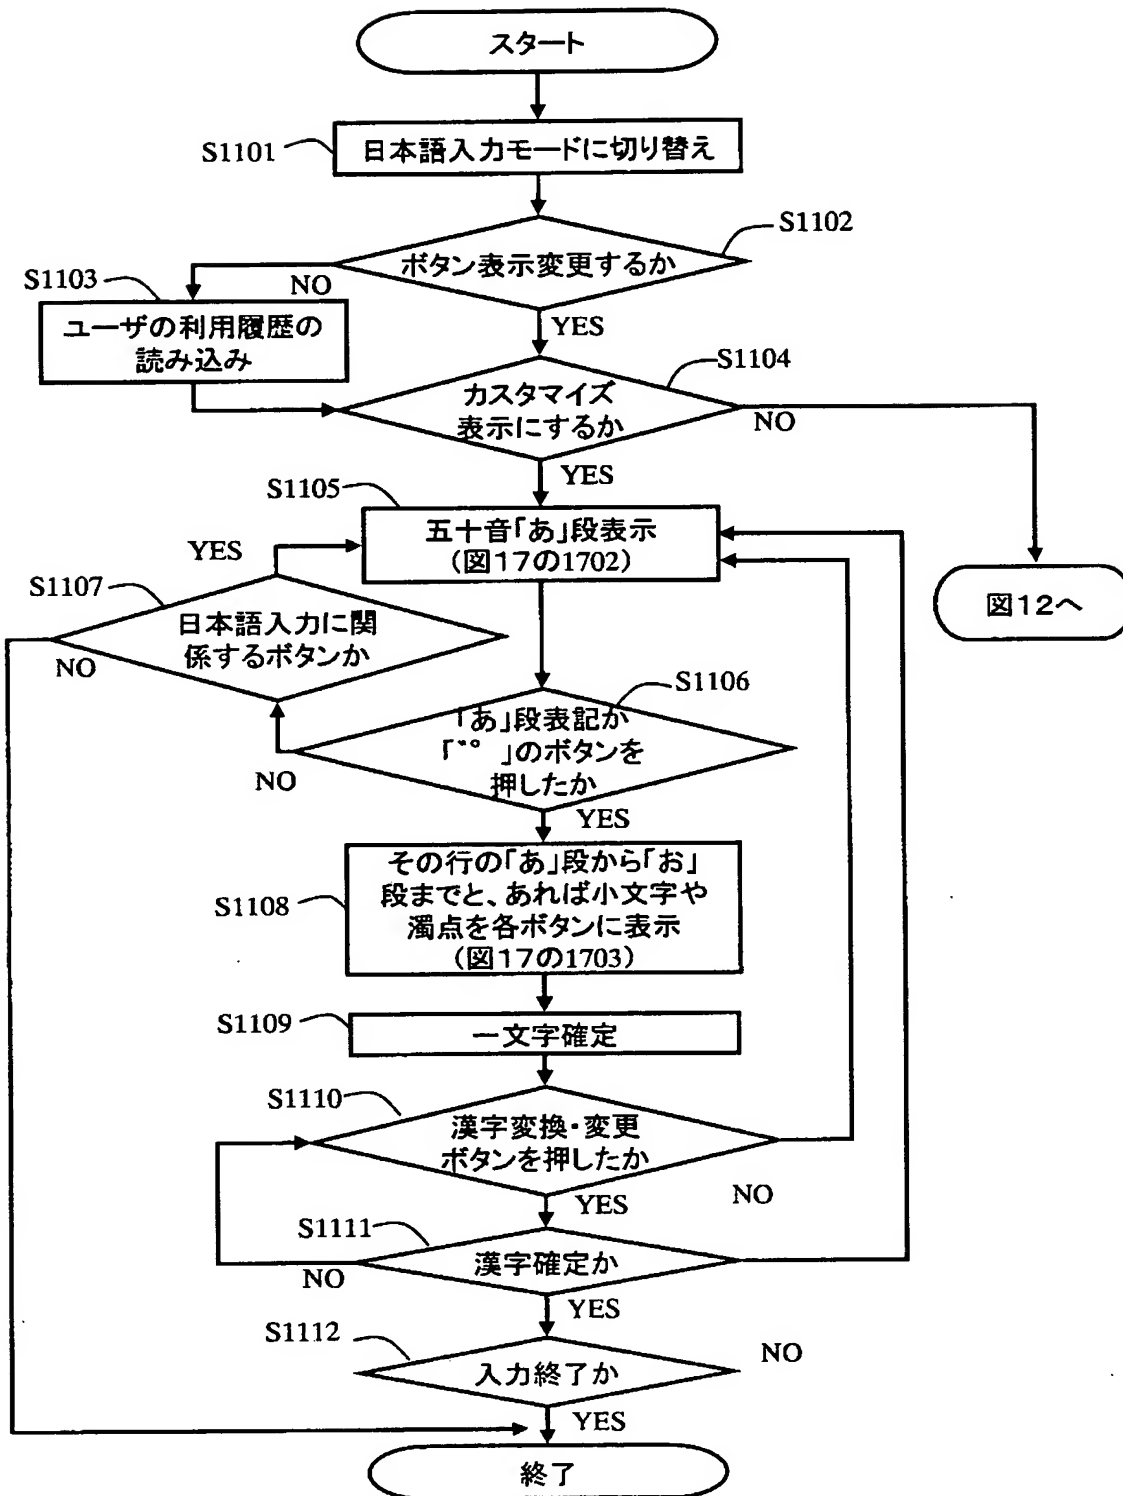 スタート
S1101
日本語入力モードに切り替え
S1102
ボタン表示変更するか
NO
YES
S1103
ユーザの利用履歴の
読み込み
S1104
カスタマイズ
表示にするか
NO
YES
S1105
五十音「あ」段表示
(図17の1702)
YES
図12へ
S1107
日本語入力に関
係するボタンか
NO
S1106
「あ」段表記か
「゛゜」のボタンを
押したか
NO
YES
S1108
その行の「あ」段から「お」
段までと、あれば小文字や
濁点を各ボタンに表示
(図17の1703)
S1109
一文字確定
S1110
漢字変換・変更
ボタンを押したか
NO
YES
S1111
漢字確定か
NO
YES
S1112
入力終了か
NO
YES
終了